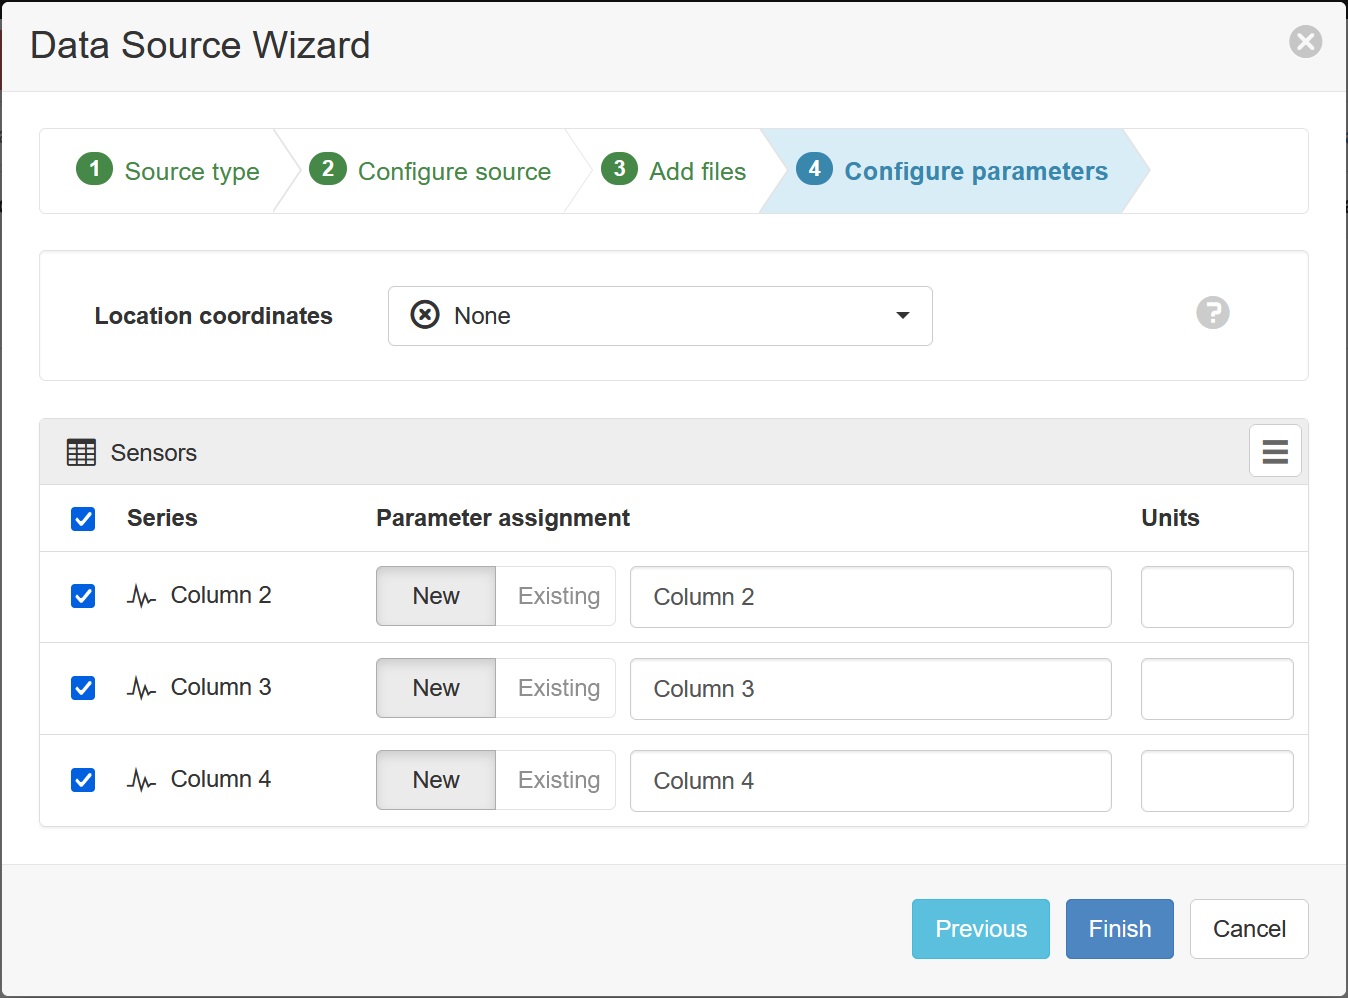 Data Source Wizard
1 Source type 2 Configure source 3 Add files 4 Configure parameters
Location coordinates None ?
Sensors
Series Parameter assignment Units
Column 2 New Existing Column 2
Column 3 New Existing Column 3
Column 4 New Existing Column 4
Previous Finish Cancel